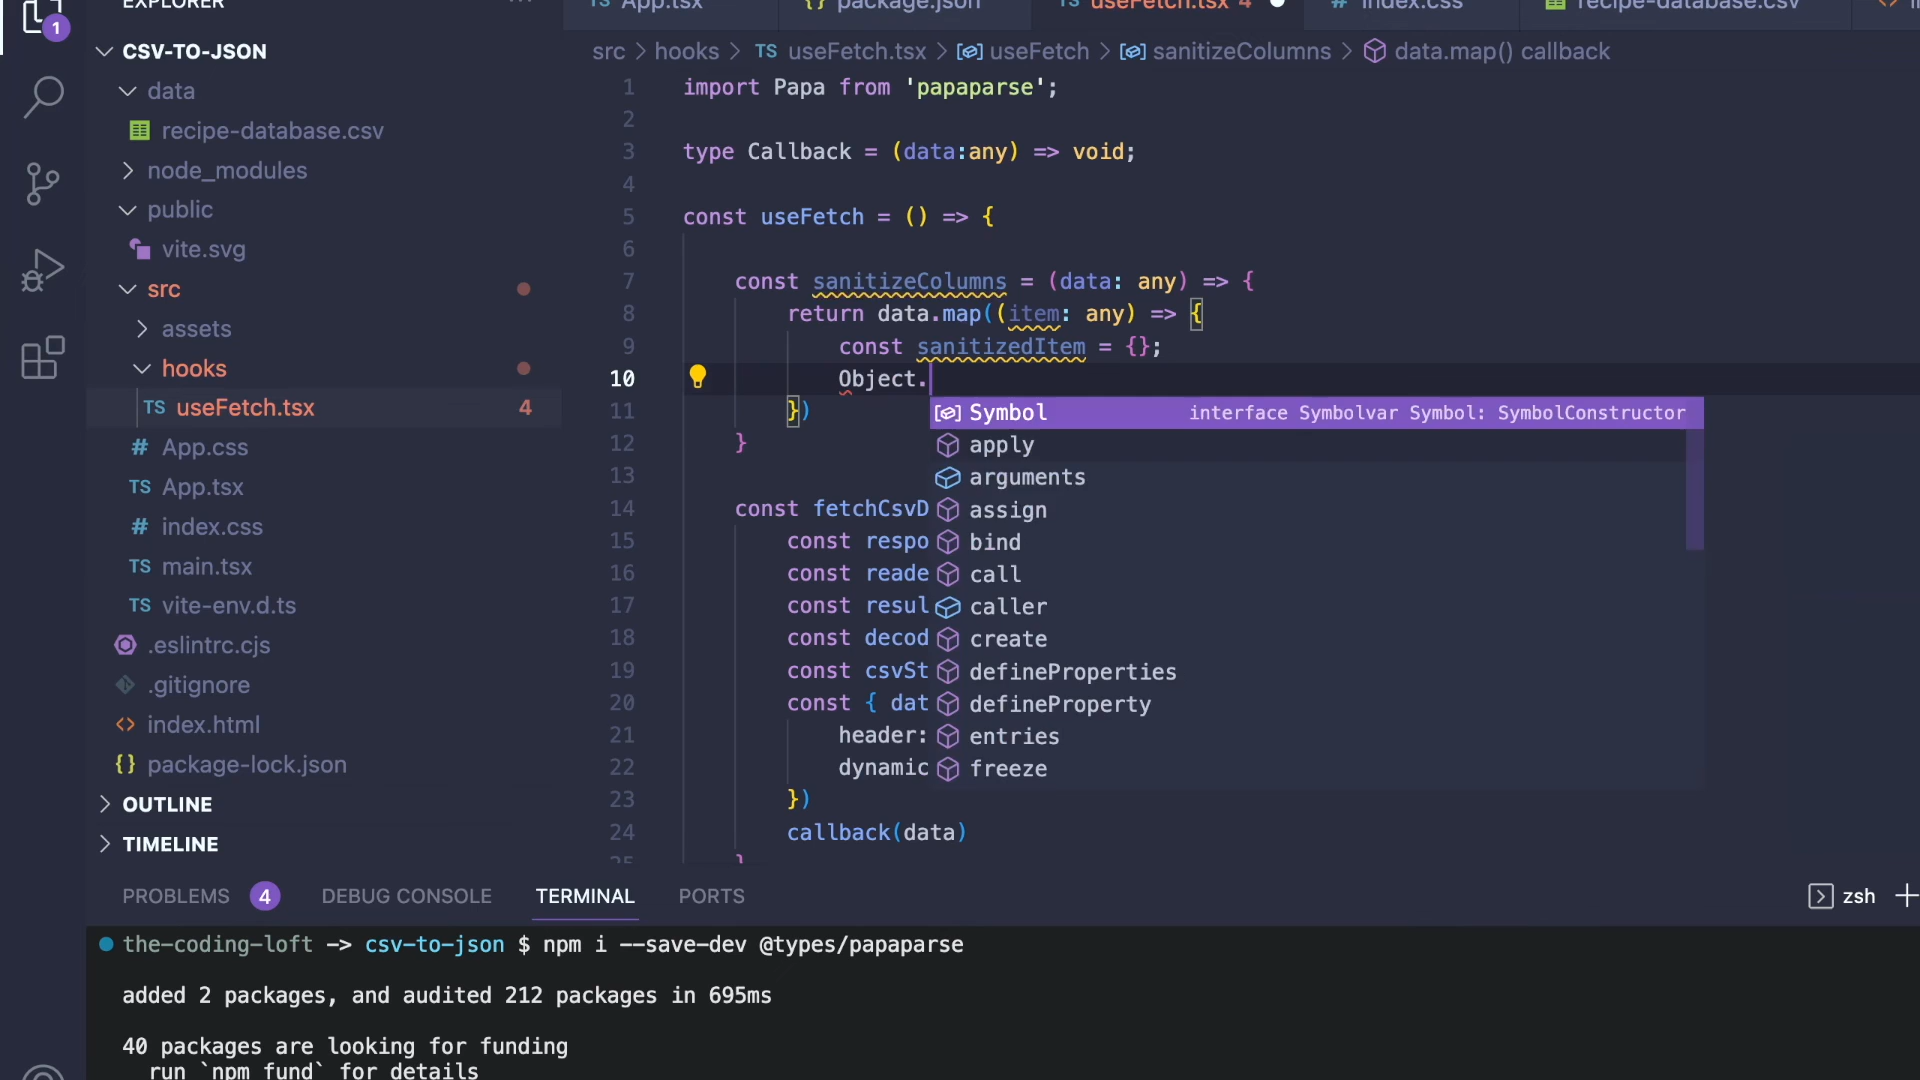 EXPLORER
1
CSV-TO-JSON
data
recipe-database.csv
node_modules
public
vite.svg
src
assets
hooks
TS useFetch.tsx 4
# App.css
TS App.tsx
# index.css
TS main.tsx
TS vite-env.d.ts
.eslintrc.cjs
.gitignore
<> index.html
{} package-lock.json
OUTLINE
TIMELINE
TS App.tsx {} package.json TS useFetch.tsx 4 # index.css recipe-database.csv
src > hooks > TS useFetch.tsx > useFetch > sanitizeColumns > data.map() callback
1 import Papa from 'papaparse';
2
3 type Callback = (data:any) => void;
4
5 const useFetch = () => {
6
7 const sanitizeColumns = (data: any) => {
8 return data.map((item: any) => {
9 const sanitizedItem = {};
10 Object.
11 })
12 }
13
14 const fetchCsvD
15 const respo
16 const reade
17 const resul
18 const decod
19 const csvSt
20 const { dat
21 header:
22 dynamic
23 })
24 callback(data)
25 }
Symbol interface Symbolvar Symbol: SymbolConstructor
apply
arguments
assign
bind
call
caller
create
defineProperties
defineProperty
entries
freeze
PROBLEMS 4 DEBUG CONSOLE TERMINAL PORTS zsh
the-coding-loft -> csv-to-json $ npm i --save-dev @types/papaparse
added 2 packages, and audited 212 packages in 695ms
40 packages are looking for funding
run `npm fund` for details